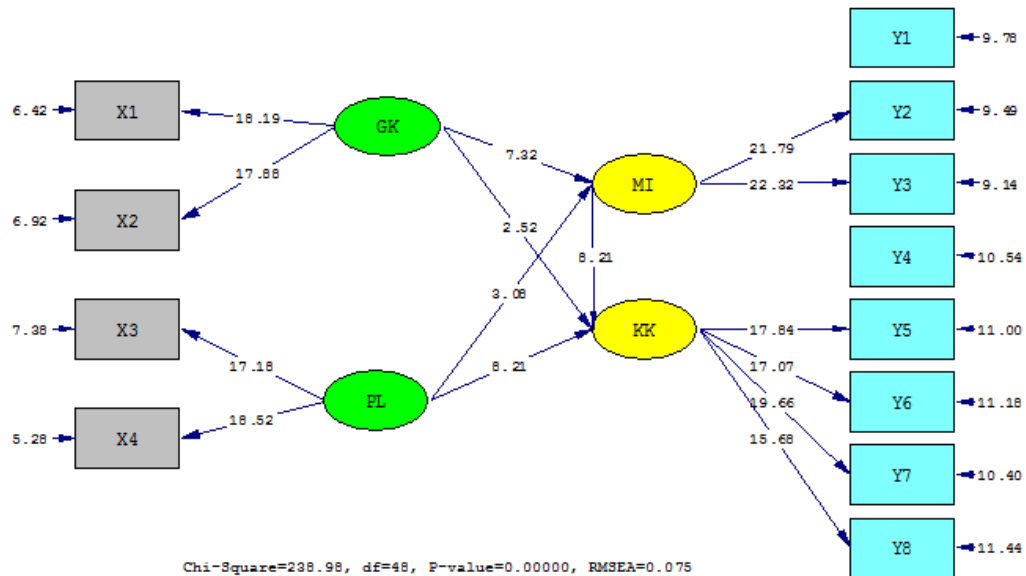 Y1
9.78
6.42
X1
18.19
GK
Y2
9.49
7.32
21.79
17.88
MI
22.32
Y3
9.14
6.92
X2
2.52
8.21
Y4
10.54
3.08
7.38
X3
KK
17.84
Y5
11.00
17.18
8.21
17.07
PL
19.66
Y6
11.18
18.52
5.28
X4
15.68
Y7
10.40
Y8
11.44
Chi-Square=238.98, df=48, P-value=0.00000, RMSEA=0.075